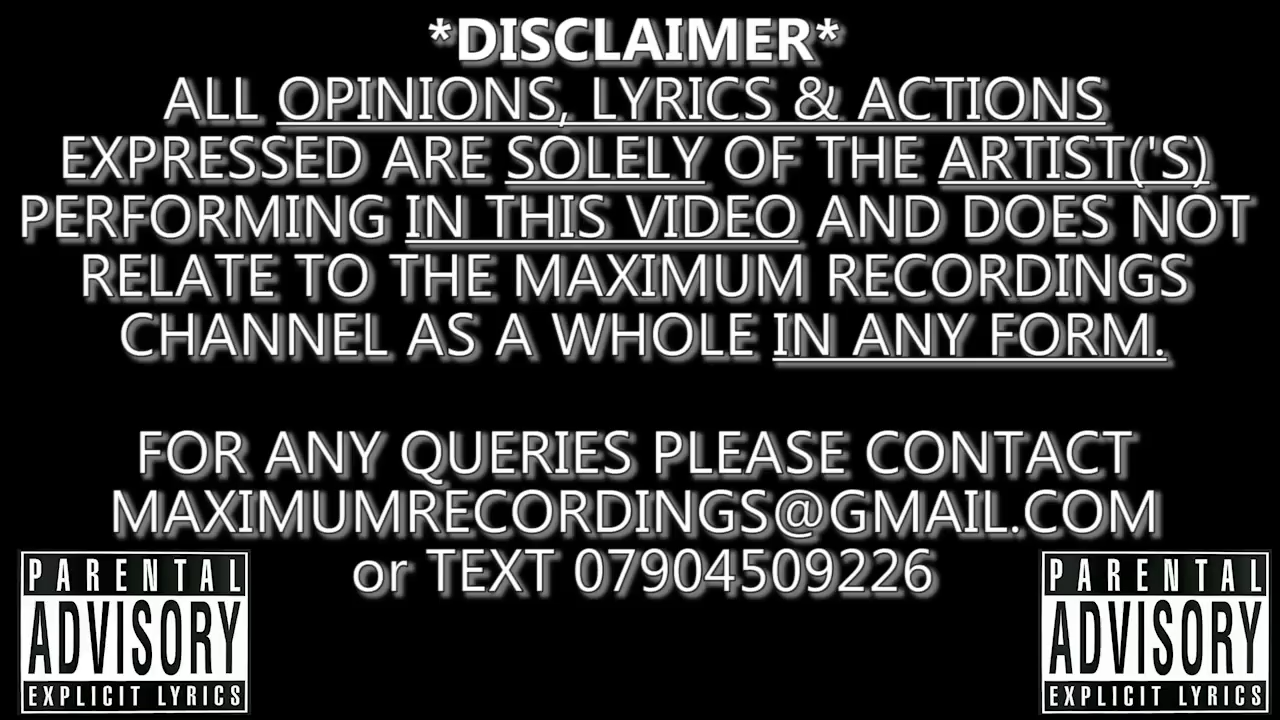 *DISCLAIMER*
ALL OPINIONS, LYRICS & ACTIONS
EXPRESSED ARE SOLELY OF THE ARTIST('S)
PERFORMING IN THIS VIDEO AND DOES NOT
RELATE TO THE MAXIMUM RECORDINGS
CHANNEL AS A WHOLE IN ANY FORM.
FOR ANY QUERIES PLEASE CONTACT
MAXIMUMRECORDINGS@GMAIL.COM
or TEXT 07904509226
PARENTAL
ADVISORY
EXPLICIT LYRICS
PARENTAL
ADVISORY
EXPLICIT LYRICS